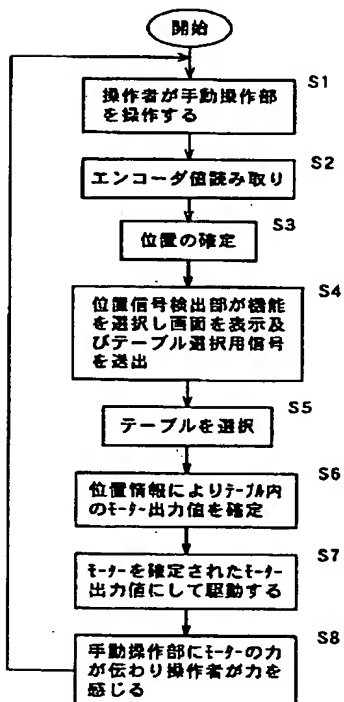 開始
S1
操作者が手動操作部
を操作する
S2
エンコーダ値読み取り
S3
位置の確定
S4
位置信号検出部が機能
を選択し画面を表示及
びテーブル選択用信号
を送出
S5
テーブルを選択
S6
位置情報によりテーブル内
のモーター出力値を確定
S7
モーターを確定されたモーター
出力値にして駆動する
S8
手動操作部にモーターの力
が伝わり操作者が力を
感じる